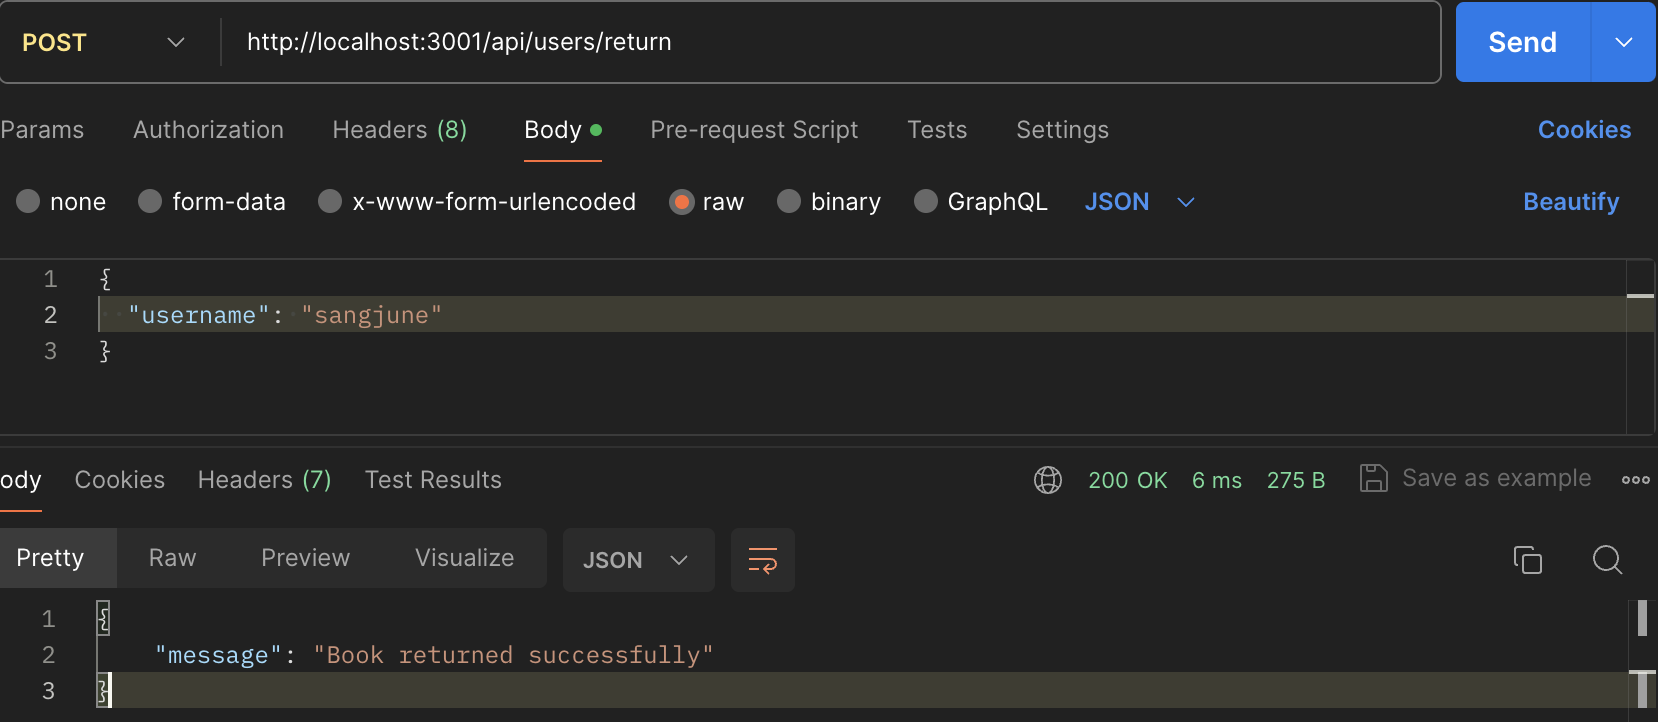 POST http://localhost:3001/api/users/return Send
Params Authorization Headers (8) Body Pre-request Script Tests Settings Cookies
none form-data x-www-form-urlencoded raw binary GraphQL JSON Beautify
1 {
2 "username": "sangjune"
3 }
ody Cookies Headers (7) Test Results 200 OK 6 ms 275 B Save as example
Pretty Raw Preview Visualize JSON
1 {
2 "message": "Book returned successfully"
3 }